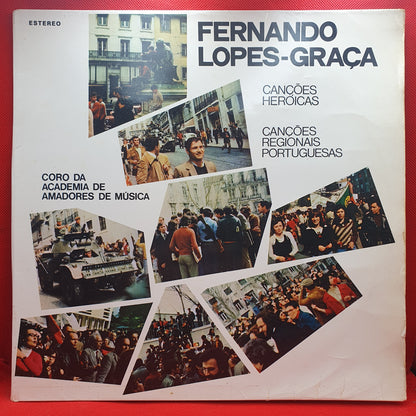 ESTEREO
FERNANDO
LOPES-GRAÇA
CANÇÕES
HERÓICAS
CANÇÕES
REGIONAIS
PORTUGUESAS
CORO DA
ACADEMIA DE
AMADORES DE MÚSICA